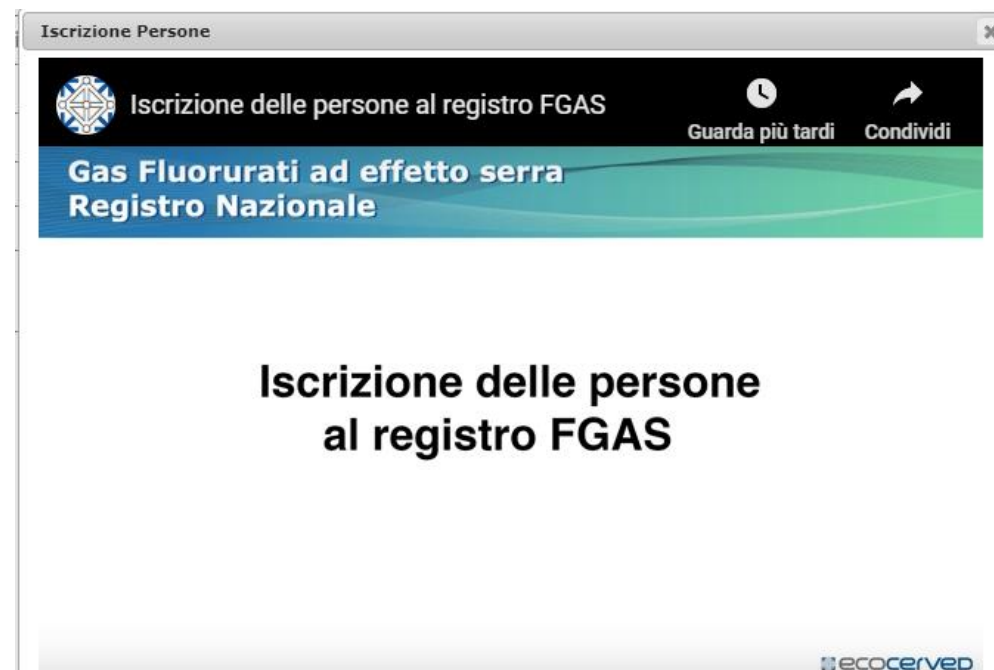 Iscrizione Persone
Iscrizione delle persone al registro FGAS
Guarda più tardi
Condividi
Gas Fluorurati ad effetto serra
Registro Nazionale
Iscrizione delle persone
al registro FGAS
ecocerved